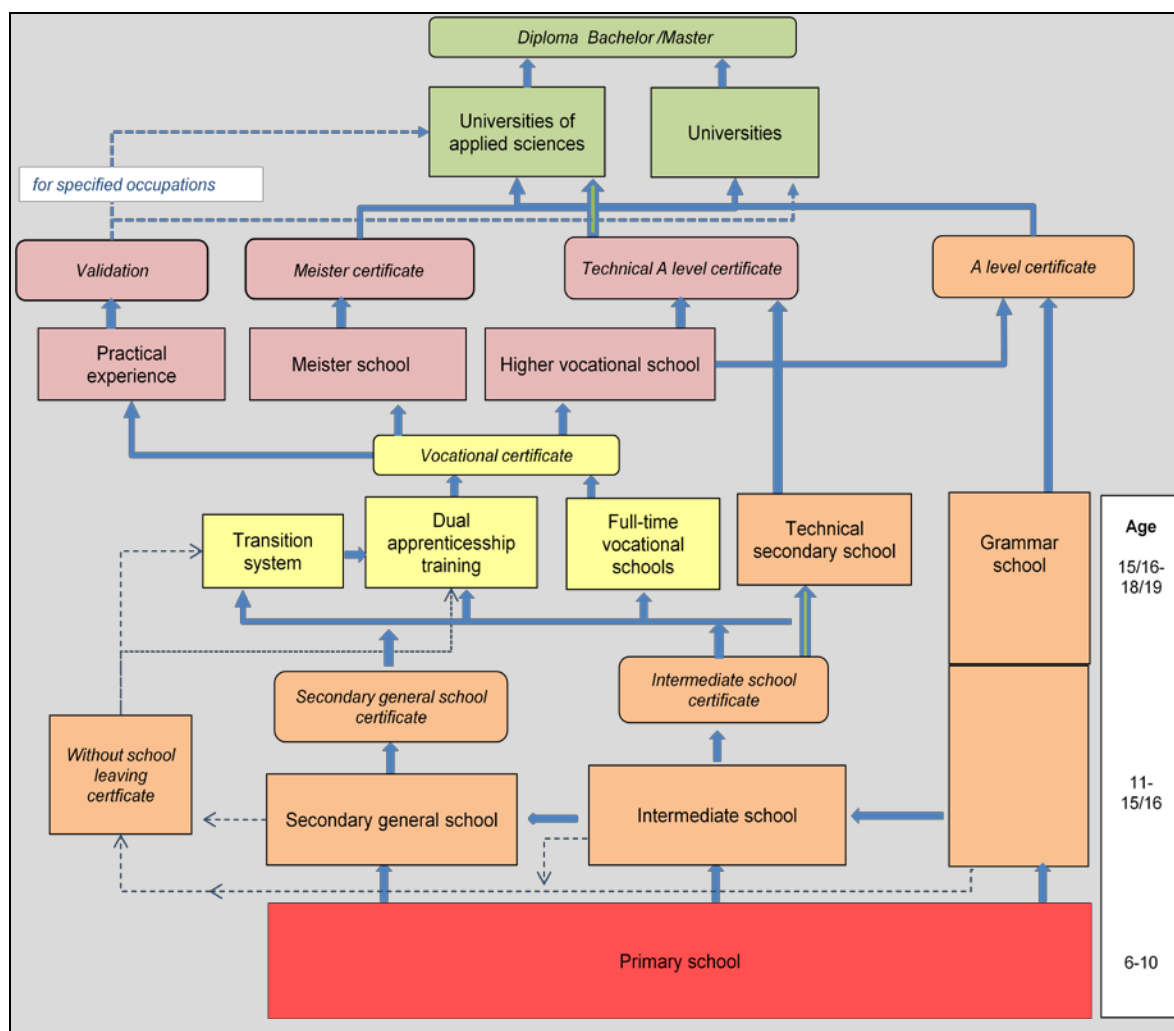 Diploma Bachelor /Master
Universities of
applied sciences
Universities
for specified occupations
Validation
Meister certificate
Technical A level certificate
A level certificate
Practical
experience
Meister school
Higher vocational school
Vocational certificate
Transition
system
Dual
apprenticesship
training
Full-time
vocational
schools
Technical
secondary school
Grammar
school
Age
15/16-
18/19
Secondary general school
certificate
Intermediate school
certificate
Without school
leaving
certficate
Secondary general school
Intermediate school
11-
15/16
Primary school
6-10